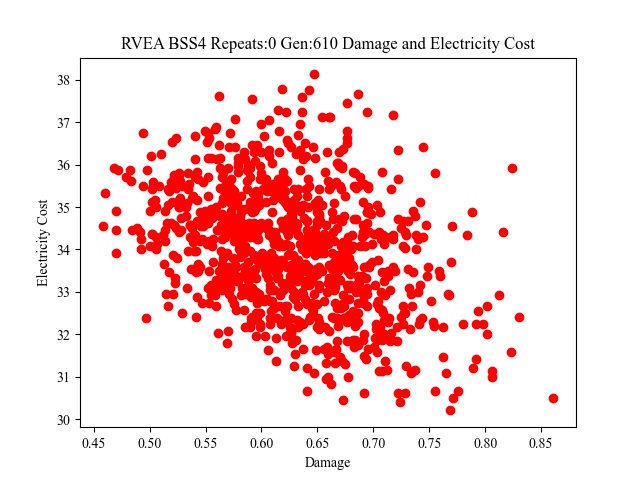 RVEA BSS4 Repeats:0 Gen:610 Damage and Electricity Cost
38
37
36
35
34
33
32
31
30
Electricity Cost
0.45 0.50 0.55 0.60 0.65 0.70 0.75 0.80 0.85
Damage